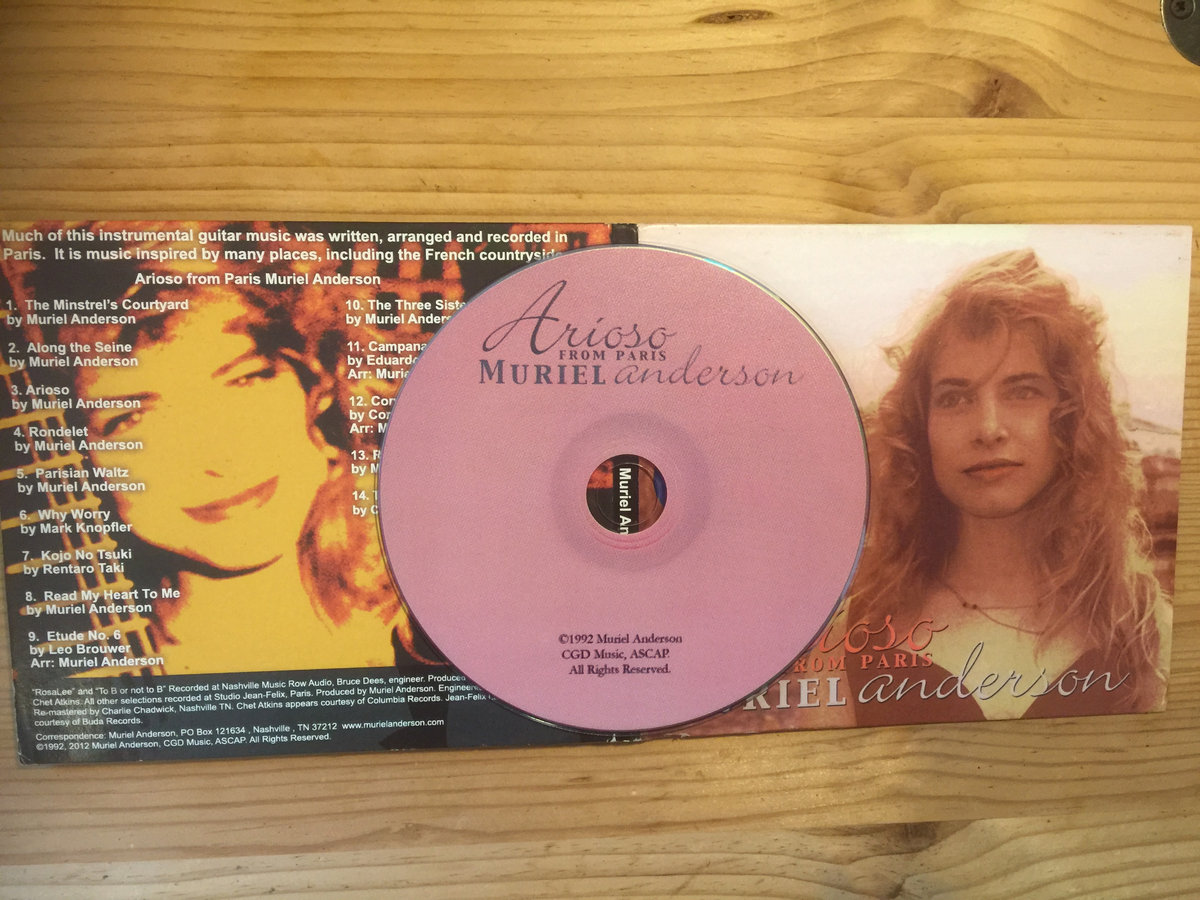 Much of this instrumental guitar music was written, arranged and recorded in
Paris. It is music inspired by many places, including the French countryside
Arioso from Paris Muriel Anderson
1. The Minstrel's Courtyard
by Muriel Anderson
2. Along the Seine
by Muriel Anderson
3. Arioso
by Muriel Anderson
4. Rondelet
by Muriel Anderson
5. Parisian Waltz
by Muriel Anderson
6. Why Worry
by Mark Knopfler
7. Kojo No Tsuki
by Rentaro Taki
8. Read My Heart To Me
by Muriel Anderson
9. Etude No. 6
by Leo Brouwer
Arr: Muriel Anderson
10. The Three
by Muriel
11. Campana
by
Arr:
12.
by
Arr:
13.
by
14.
by
"RosaLee" and "To B or not to B" Recorded at Nashville Music Row Audio, Bruce Dees, engineer. Produced
Chet Atkins. All other selections recorded at Studio Jean-Felix, Paris. Produced by Muriel Anderson.
Re-mastered by Charlie Chadwick, Nashville TN. Chet Atkins appears courtesy of Columbia Records. Jean-Felix
courtesy of Buda Records.
Correspondence: Muriel Anderson, PO Box 121634 , Nashville , TN 37212 www.murielanderson.com
©1992, 2012 Muriel Anderson, CGD Music, ASCAP. All Rights Reserved.
Arioso
FROM PARIS
MURIEL anderson
Muriel An
©1992 Muriel Anderson
CGD Music, ASCAP.
All Rights Reserved.
ioso
ROM PARIS
RIEL anderson